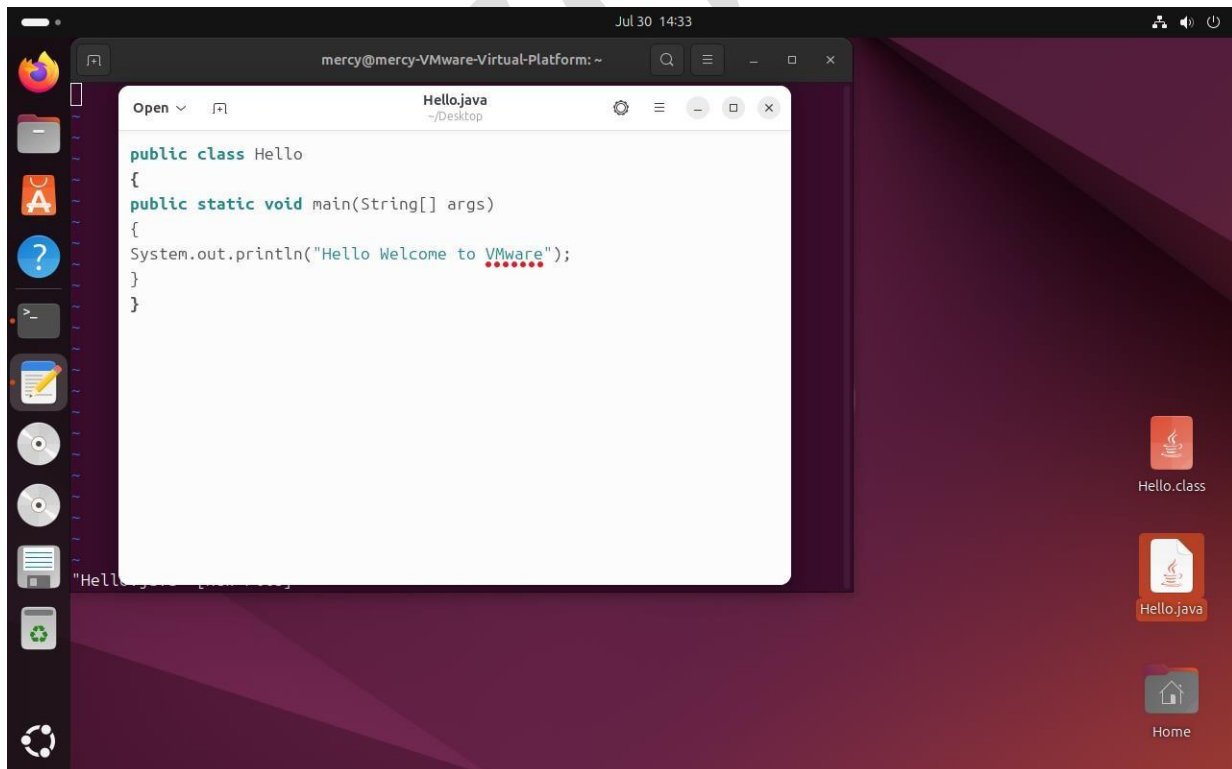 Jul 30 14:33
mercy@mercy-VMware-Virtual-Platform: ~
Open
Hello.java
~/Desktop
public class Hello
{
public static void main(String[] args)
{
System.out.println("Hello Welcome to VMware");
}
}
"Hell
Hello.class
Hello.java
Home